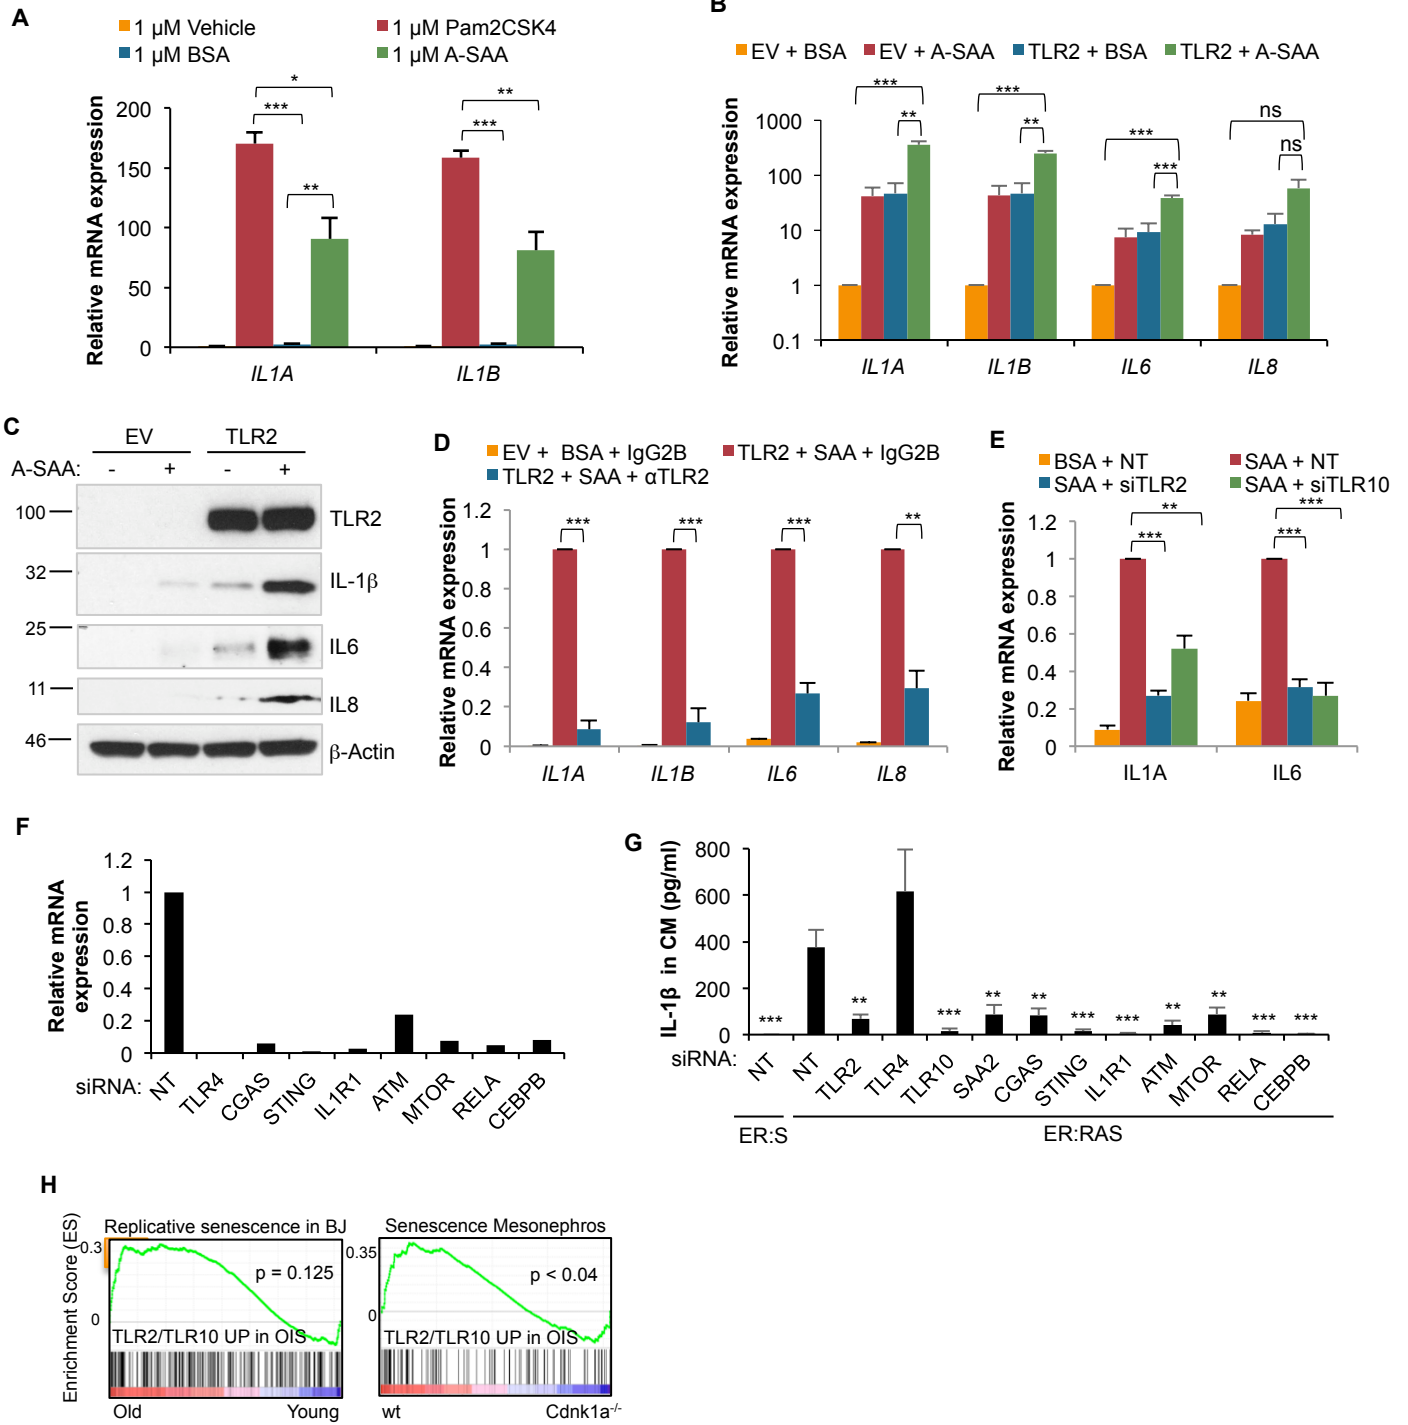 A
1 µM Vehicle
1 µM Pam2CSK4
1 µM BSA
1 µM A-SAA
Relative mRNA expression
200
150
100
50
0
*
***
**
**
***
IL1A
IL1B
B
EV + BSA
EV + A-SAA
TLR2 + BSA
TLR2 + A-SAA
Relative mRNA expression
1000
100
10
1
0.1
***
**
***
**
***
***
ns
ns
IL1A
IL1B
IL6
IL8
C
EV
TLR2
A-SAA: - + - +
100
TLR2
32
IL-1β
25
IL6
11
IL8
46
β-Actin
D
EV + BSA + IgG2B
TLR2 + SAA + IgG2B
TLR2 + SAA + αTLR2
Relative mRNA expression
1.2
1
0.8
0.6
0.4
0.2
0
***
***
***
**
IL1A
IL1B
IL6
IL8
E
BSA + NT
SAA + NT
SAA + siTLR2
SAA + siTLR10
Relative mRNA expression
1.2
1
0.8
0.6
0.4
0.2
0
**
***
***
***
IL1A
IL6
F
Relative mRNA
expression
1.2
1
0.8
0.6
0.4
0.2
0
siRNA:
NT
TLR4
CGAS
STING
IL1R1
ATM
MTOR
RELA
CEBPB
G
IL-1β in CM (pg/ml)
800
600
400
200
0
***
**
***
**
**
***
***
**
**
***
***
siRNA:
NT
NT
TLR2
TLR4
TLR10
SAA2
CGAS
STING
IL1R1
ATM
MTOR
RELA
CEBPB
ER:S
ER:RAS
H
Enrichment Score (ES)
Replicative senescence in BJ
0.3
0
p = 0.125
TLR2/TLR10 UP in OIS
Old
Young
Senescence Mesonephros
0.35
0
p < 0.04
TLR2/TLR10 UP in OIS
wt
Cdnk1a-/-